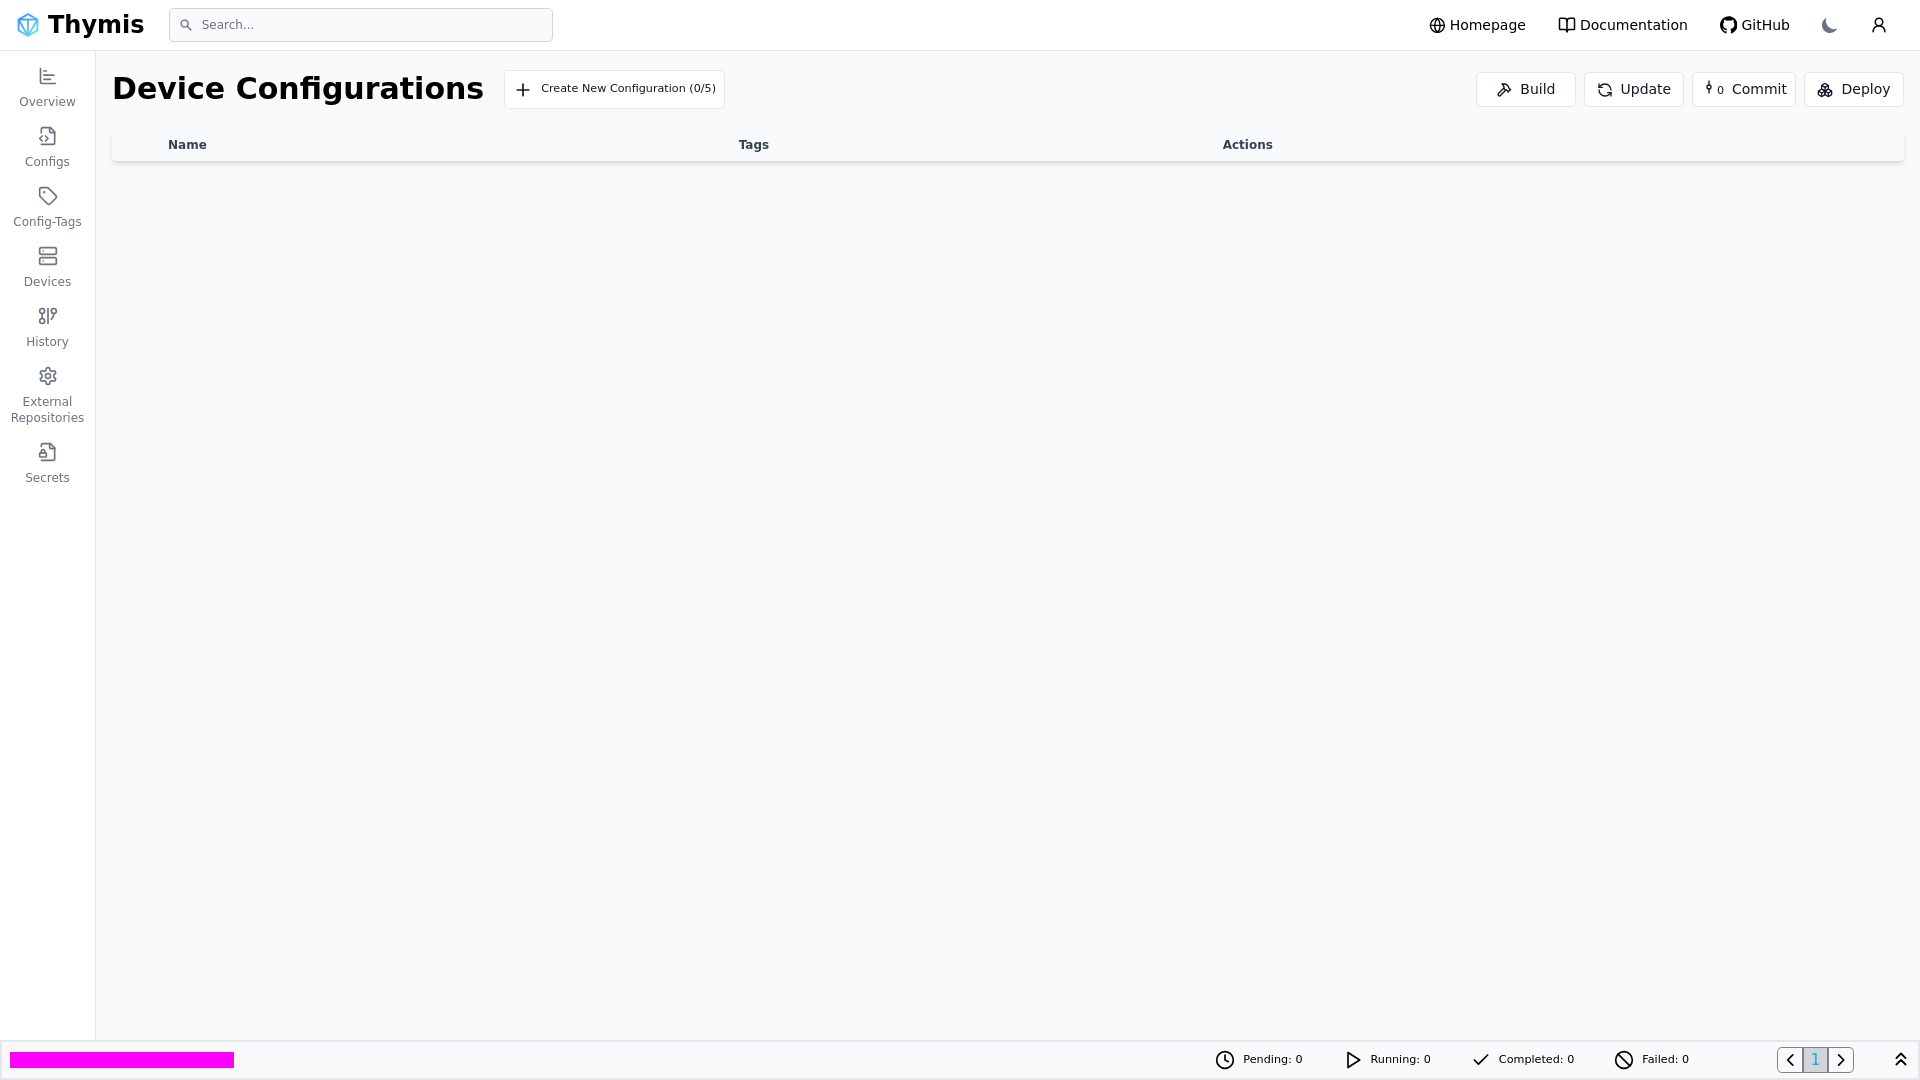 Thymis
Search...
Homepage
Documentation
GitHub
Overview
Configs
Config-Tags
Devices
History
External
Repositories
Secrets
Device Configurations
Create New Configuration (0/5)
Build
Update
0 Commit
Deploy
Name Tags Actions
Pending: 0
Running: 0
Completed: 0
Failed: 0
1